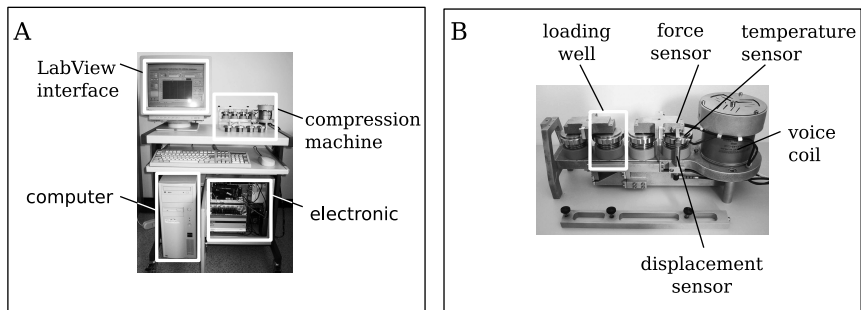 A
LabView
interface
compression
machine
computer
electronic
B
loading
well
force
sensor
temperature
sensor
voice
coil
displacement
sensor